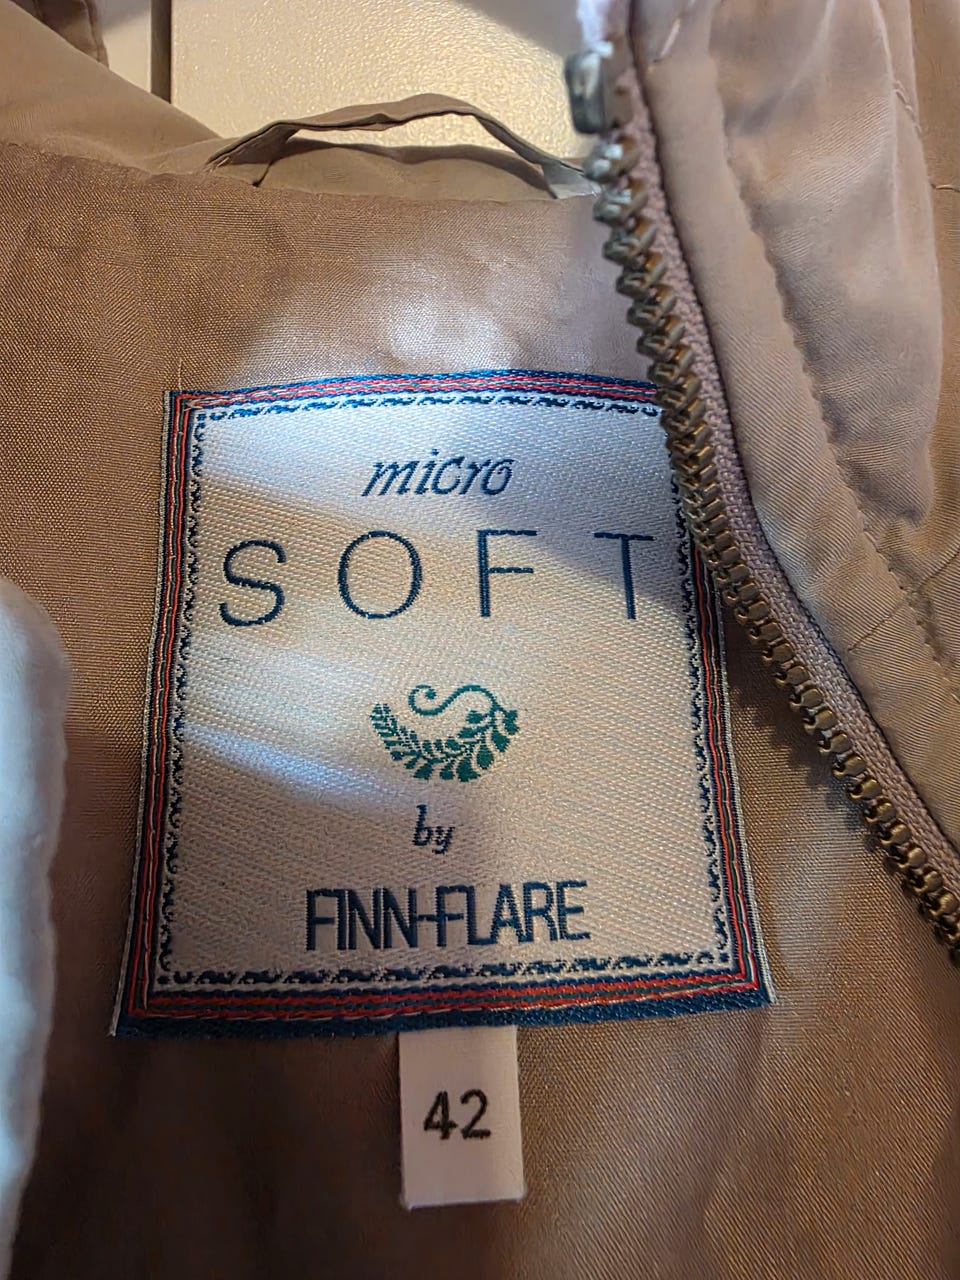 micro
SOFT
by
FINN-FLARE
42